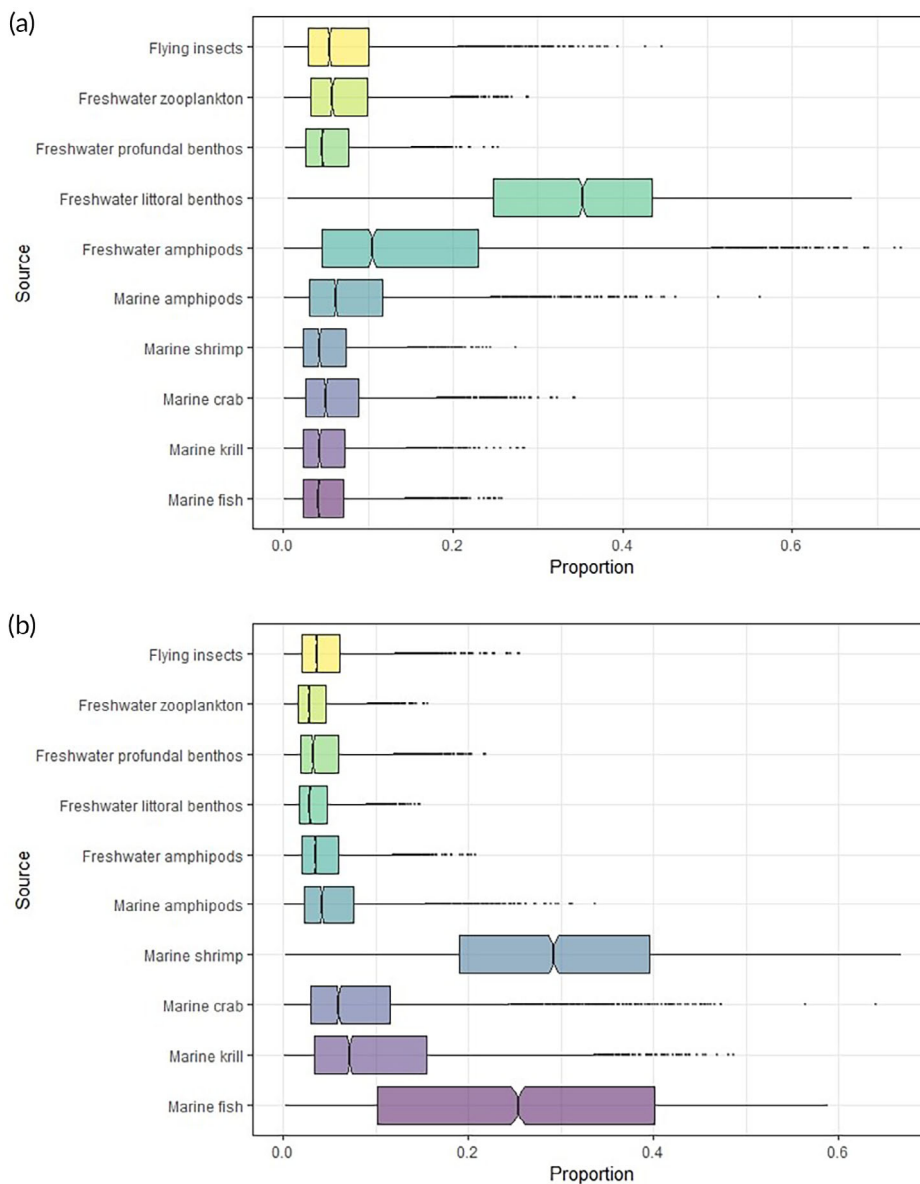 (a)
Flying insects
Freshwater zooplankton
Freshwater profundal benthos
Freshwater littoral benthos
Freshwater amphipods
Marine amphipods
Marine shrimp
Marine crab
Marine krill
Marine fish
Source
0.0 0.2 0.4 0.6
Proportion
(b)
Flying insects
Freshwater zooplankton
Freshwater profundal benthos
Freshwater littoral benthos
Freshwater amphipods
Marine amphipods
Marine shrimp
Marine crab
Marine krill
Marine fish
Source
0.0 0.2 0.4 0.6
Proportion